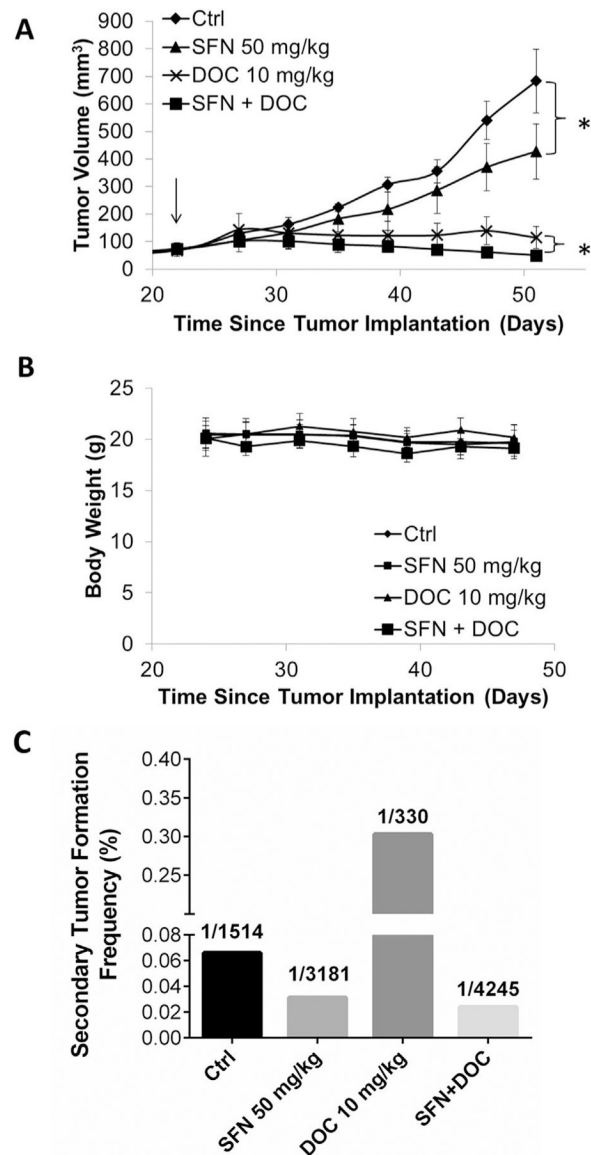 A
Ctrl
SFN 50 mg/kg
DOC 10 mg/kg
SFN + DOC
Tumor Volume (mm³)
900
800
700
600
500
400
300
200
100
0
*
*
20 30 40 50
Time Since Tumor Implantation (Days)
B
Body Weight (g)
25
20
15
10
5
0
Ctrl
SFN 50 mg/kg
DOC 10 mg/kg
SFN + DOC
20 30 40 50
Time Since Tumor Implantation (Days)
C
Secondary Tumor Formation
Frequency (%)
0.40
0.30
0.20
0.08
0.06
0.04
0.02
0.00
1/1514
1/3181
1/330
1/4245
Ctrl
SFN 50 mg/kg
DOC 10 mg/kg
SFN+DOC